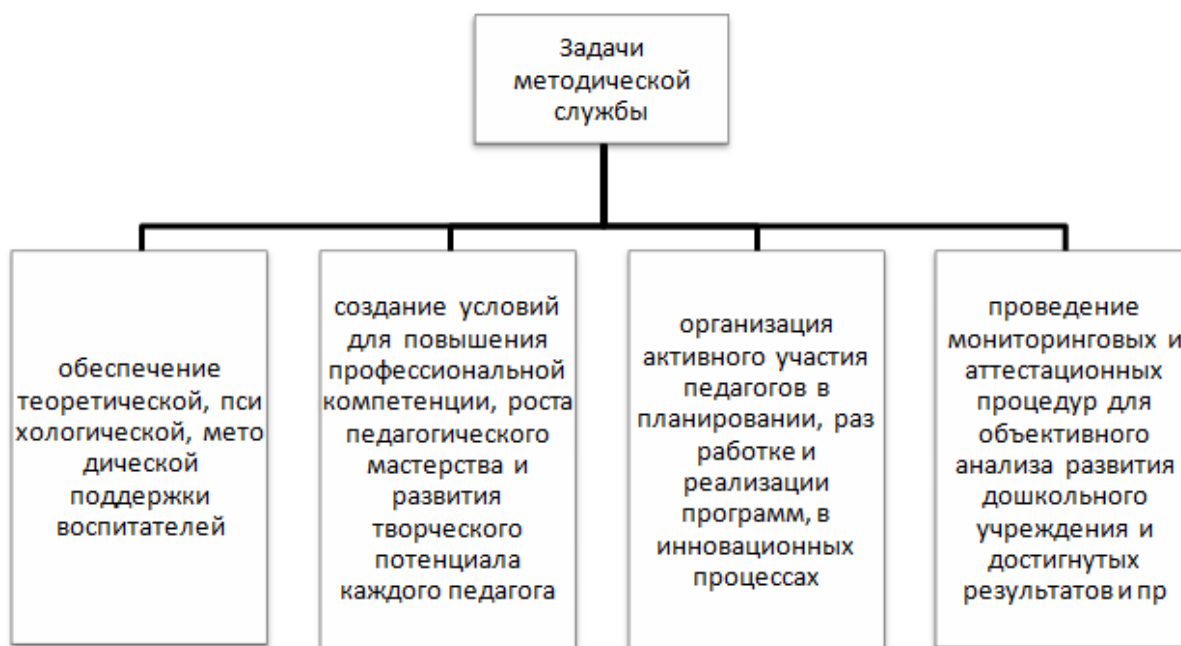 Задачи
методической
службы
обеспечение
теоретической, пси
хологической, мето
дической
поддержки
воспитателей
создание условий
для повышения
профессиональной
компетенции, роста
педагогического
мастерства и
развития
творческого
потенциала
каждого педагога
организация
активного участия
педагогов в
планировании, раз
работке и
реализации
программ, в
инновационных
процессах
проведение
мониторинговых и
аттестационных
процедур для
объективного
анализа развития
дошкольного
учреждения и
достигнутых
результатов и пр